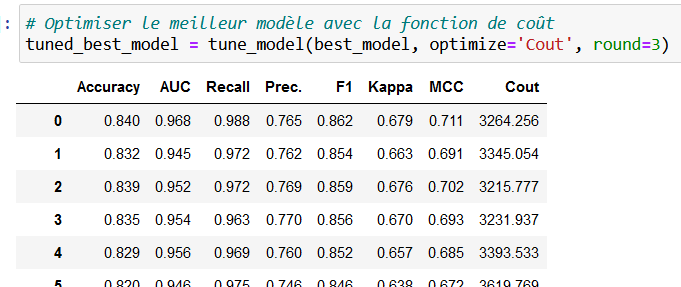 : # Optimiser le meilleur modèle avec la fonction de coût
tuned_best_model = tune_model(best_model, optimize='Cout', round=3)
Accuracy AUC Recall Prec. F1 Kappa MCC Cout
0 0.840 0.968 0.988 0.765 0.862 0.679 0.711 3264.256
1 0.832 0.945 0.972 0.762 0.854 0.663 0.691 3345.054
2 0.839 0.952 0.972 0.769 0.859 0.676 0.702 3215.777
3 0.835 0.954 0.963 0.770 0.856 0.670 0.693 3231.937
4 0.829 0.956 0.969 0.760 0.852 0.657 0.685 3393.533
5 0.820 0.946 0.975 0.746 0.846 0.638 0.672 3619.769